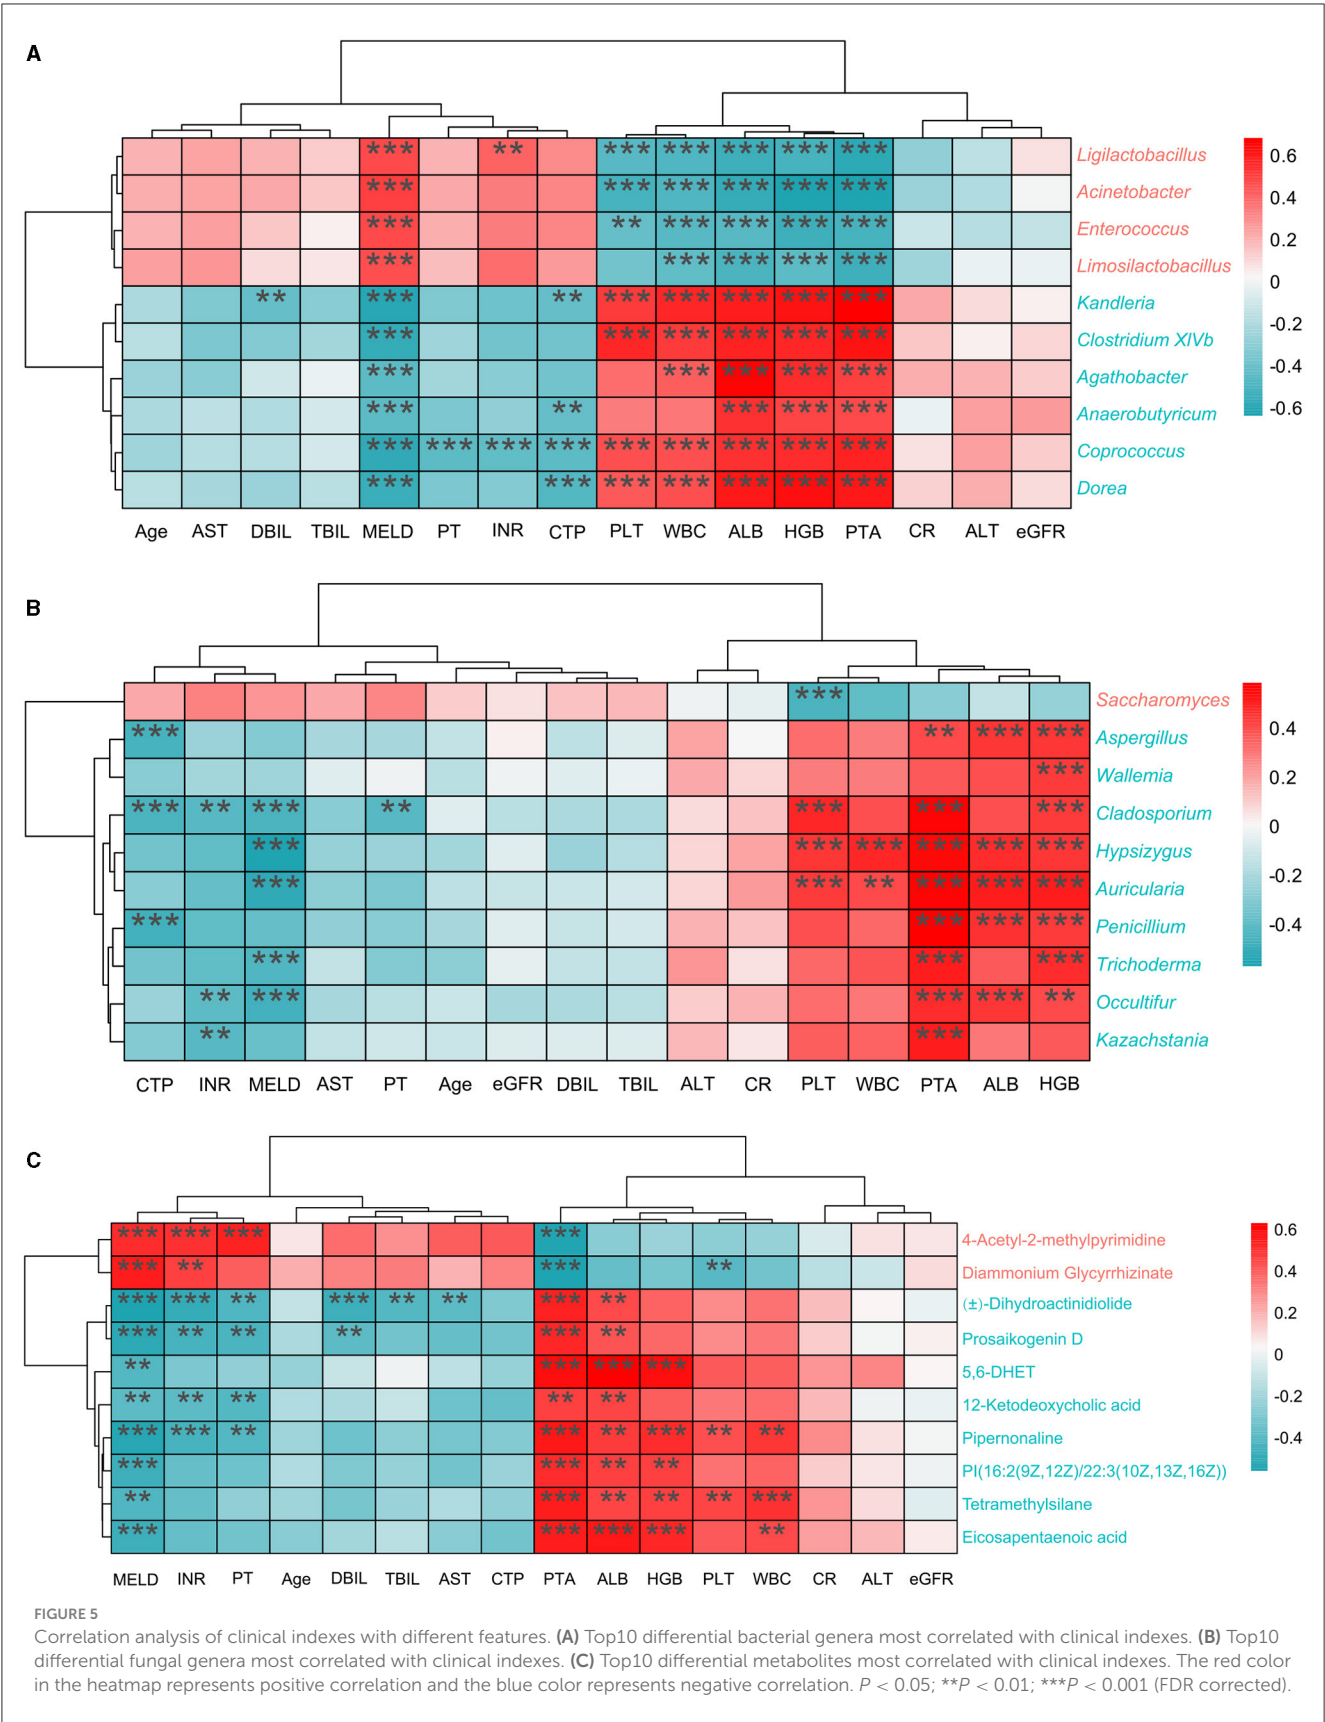 A
*** ** *** *** *** *** *** Ligilactobacillus
*** *** *** *** *** *** Acinetobacter
*** ** *** *** *** *** Enterococcus
*** *** *** *** *** Limosilactobacillus
** *** ** *** *** *** *** *** Kandleria
*** *** *** *** *** *** Clostridium XlVb
*** *** *** *** *** Agathobacter
*** ** *** *** *** Anaerobutyricum
*** *** *** *** *** *** *** *** *** Coprococcus
*** *** *** *** *** *** *** Dorea
0.6
0.4
0.2
0
-0.2
-0.4
-0.6
Age AST DBIL TBIL MELD PT INR CTP PLT WBC ALB HGB PTA CR ALT eGFR
B
*** Saccharomyces
*** ** *** *** Aspergillus
*** Wallemia
*** ** *** ** *** *** *** Cladosporium
*** *** *** *** *** *** Hypsizygus
*** *** ** *** *** *** Auricularia
*** *** *** *** Penicillium
*** *** *** Trichoderma
** *** *** *** ** Occultifur
** *** Kazachstania
0.4
0.2
0
-0.2
-0.4
CTP INR MELD AST PT Age eGFR DBIL TBIL ALT CR PLT WBC PTA ALB HGB
C
*** *** *** *** 4-Acetyl-2-methylpyrimidine
*** ** *** ** Diammonium Glycyrrhizinate
*** *** ** *** ** ** *** ** (±)-Dihydroactinidiolide
*** ** ** ** *** ** Prosaikogenin D
** *** *** *** 5,6-DHET
** ** ** ** ** 12-Ketodeoxycholic acid
*** *** ** *** ** *** ** ** Pipernonaline
*** *** ** ** PI(16:2(9Z,12Z)/22:3(10Z,13Z,16Z))
** *** ** ** ** *** Tetramethylsilane
*** *** *** *** ** Eicosapentaenoic acid
0.6
0.4
0.2
0
-0.2
-0.4
MELD INR PT Age DBIL TBIL AST CTP PTA ALB HGB PLT WBC CR ALT eGFR
FIGURE 5
Correlation analysis of clinical indexes with different features. (A) Top10 differential bacterial genera most correlated with clinical indexes. (B) Top10
differential fungal genera most correlated with clinical indexes. (C) Top10 differential metabolites most correlated with clinical indexes. The red color
in the heatmap represents positive correlation and the blue color represents negative correlation. P < 0.05; **P < 0.01; ***P < 0.001 (FDR corrected).